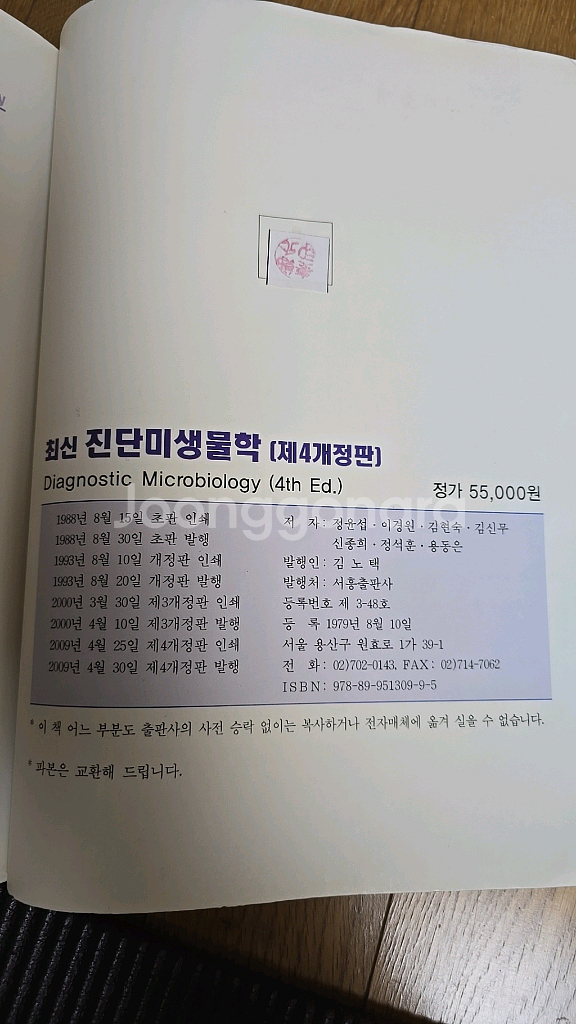 최신 진단미생물학 (제4개정판)
Diagnostic Microbiology (4th Ed.)
정가 55,000원
Joonggonara
1988년 8월 15일 초판 인쇄
1988년 8월 30일 초판 발행
1993년 8월 10일 개정판 인쇄
1993년 8월 20일 개정판 발행
2000년 3월 30일 제3개정판 인쇄
2000년 4월 10일 제3개정판 발행
2009년 4월 25일 제4개정판 인쇄
2009년 4월 30일 제4개정판 발행
저 자: 정윤섭·이경원·김현숙·김신무
신종희·정석훈·용동은
발행인: 김 노 택
발행처: 서흥출판사
등록번호 제 3-48호
등 록 1979년 8월 10일
서울 용산구 원효로 1가 39-1
전 화: 02)702-0143, FAX: 02)714-7062
ISBN: 978-89-951309-9-5
* 이 책 어느 부분도 출판사의 사전 승락 없이는 복사하거나 전자매체에 옮겨 실을 수 없습니다.
* 파본은 교환해 드립니다.